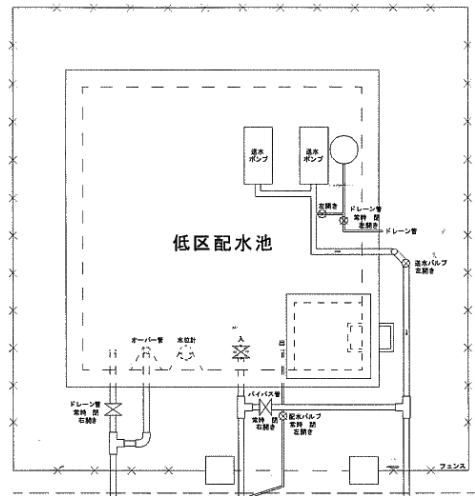 送水
ポンプ
送水
ポンプ
左開き
ドレーン管
常時 閉
左開き
ドレーン管
低区配水池
送水バルブ
左開き
オーバー管
水位計
入
出
ドレーン管
常時 閉
右開き
バイパス管
常時 閉
右開き
配水バルブ
常時 開
左開き
フェンス